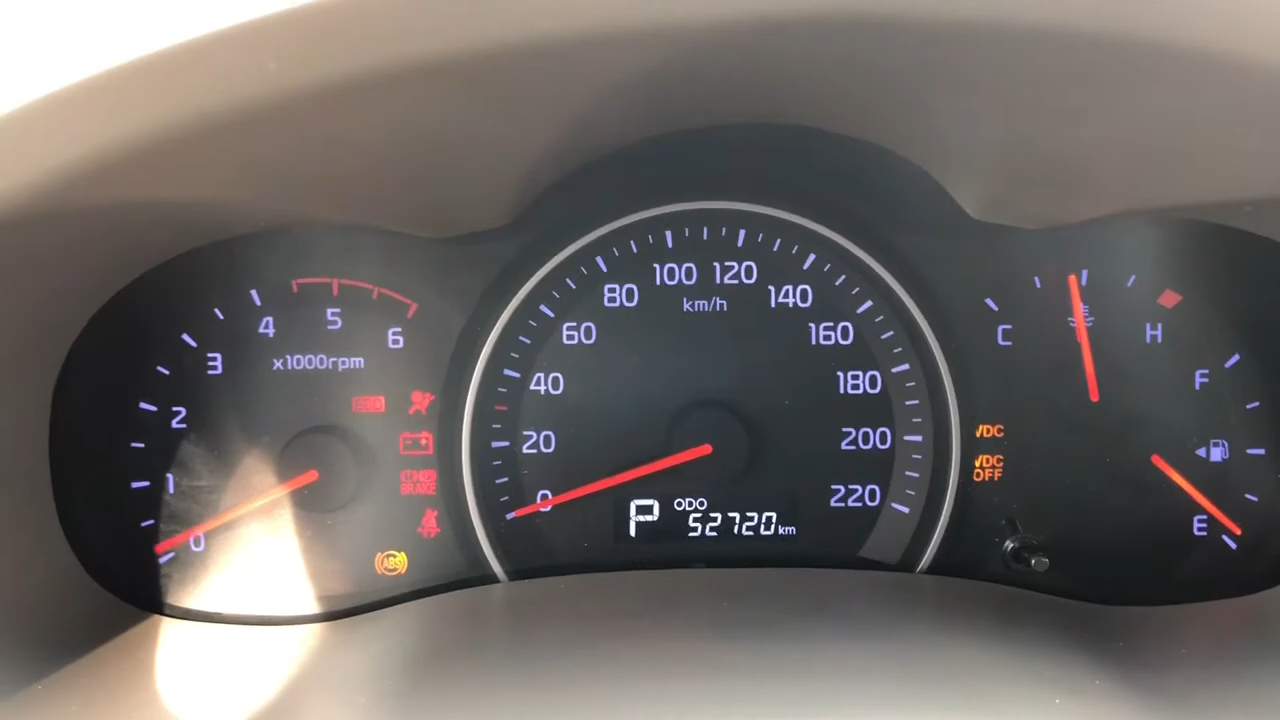 4 5 6
3
x1000rpm
2
1
0
ECO
BRAKE
ABS
100 120
80 140
km/h
60 160
40 180
20 200
0 220
P ODO
52720 km
C H
F
VDC
VDC
OFF
E